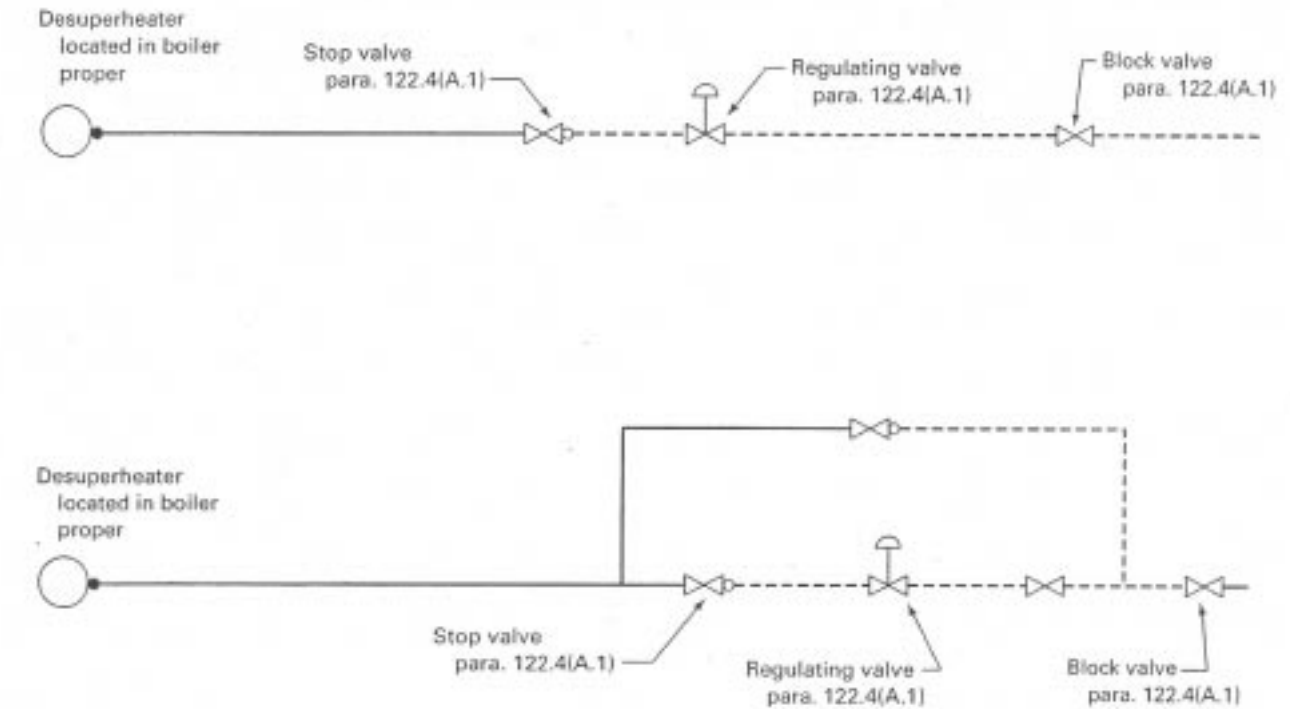 Desuperheater
located in boiler
proper
Stop valve
para. 122.4(A.1)
Regulating valve
para. 122.4(A.1)
Block valve
para. 122.4(A.1)
Desuperheater
located in boiler
proper
Stop valve
para. 122.4(A.1)
Regulating valve
para. 122.4(A.1)
Block valve
para. 122.4(A.1)